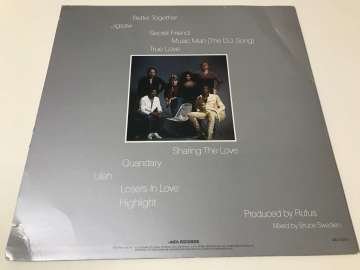 Better Together
Jigsaw
Secret Friend
Music Man (The D.J. Song)
True Love
Sharing The Love
Quandary
Lilah
Losers In Love
Highlight
Produced by Rufus
Mixed by Bruce Swedien
MCA RECORDS